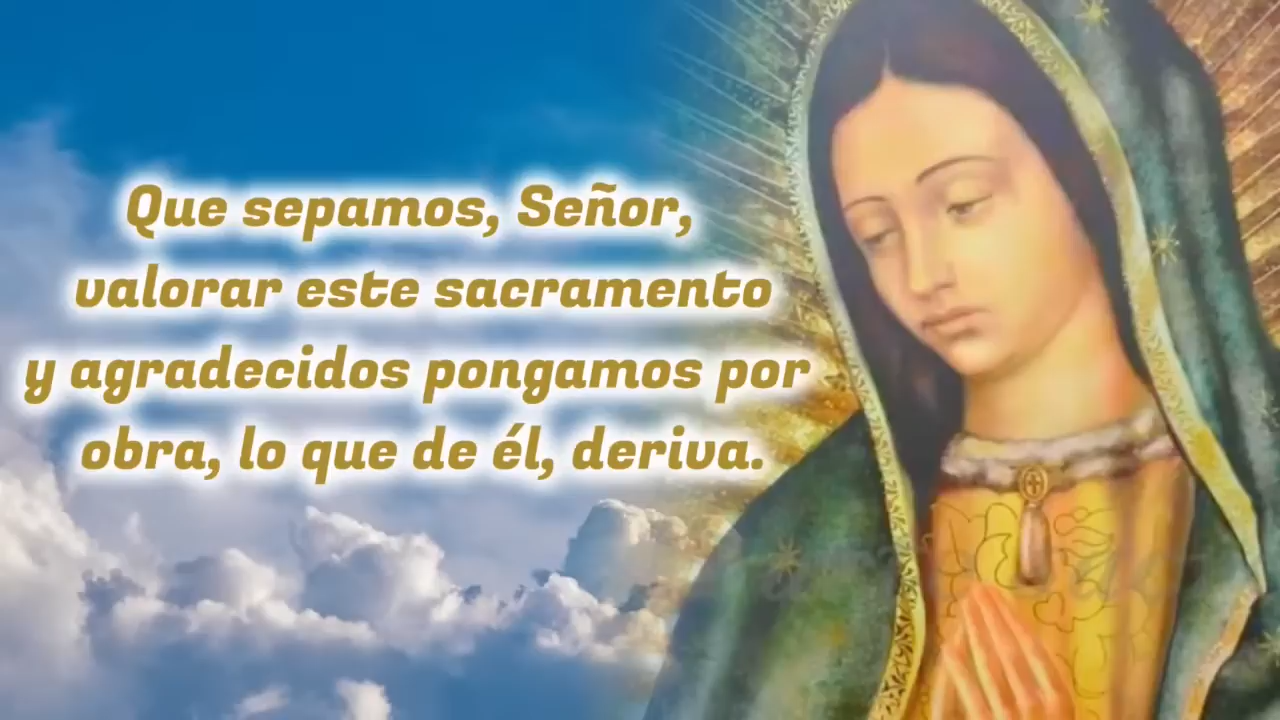 Que sepamos, Señor,
valorar este sacramento
y agradecidos pongamos por
obra, lo que de él, deriva.